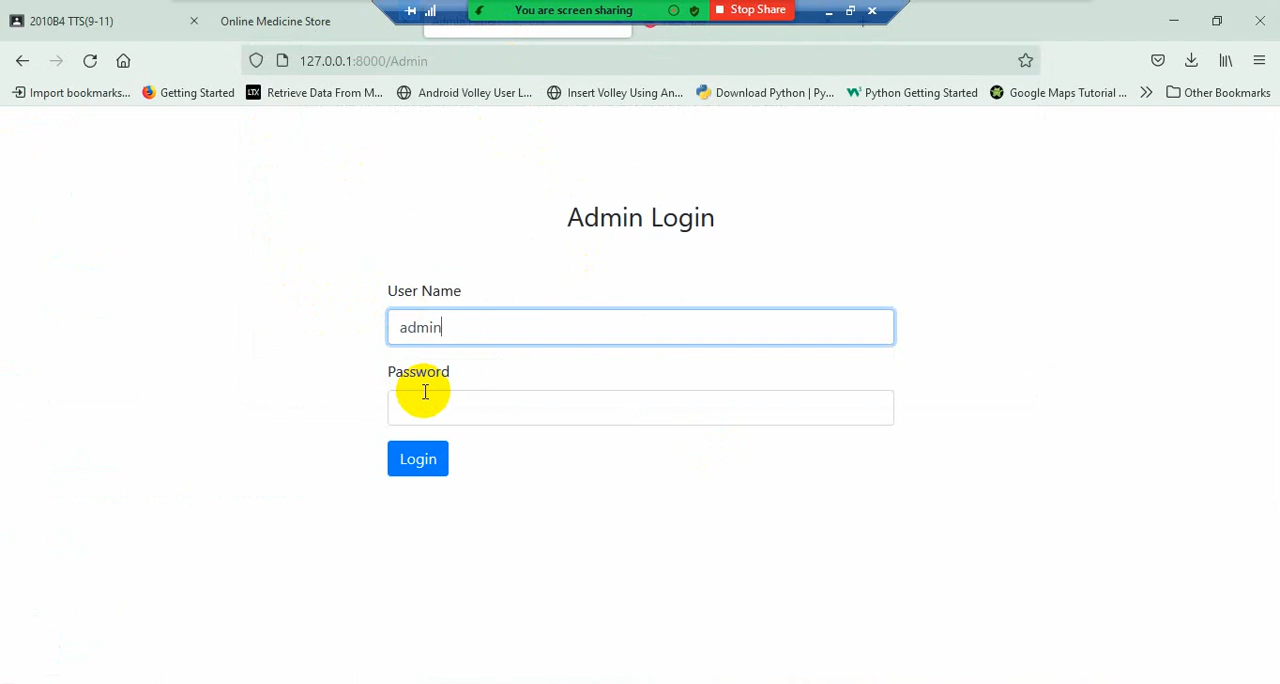 2010B4 TTS(9-11)
Online Medicine Store
You are screen sharing
Stop Share
127.0.0.1:8000/Admin
Import bookmarks...
Getting Started
LTX
Retrieve Data From M...
Android Volley User L...
Insert Volley Using An...
Download Python | Py...
Python Getting Started
Google Maps Tutorial ...
Other Bookmarks
Admin Login
User Name
admin
Password
Login